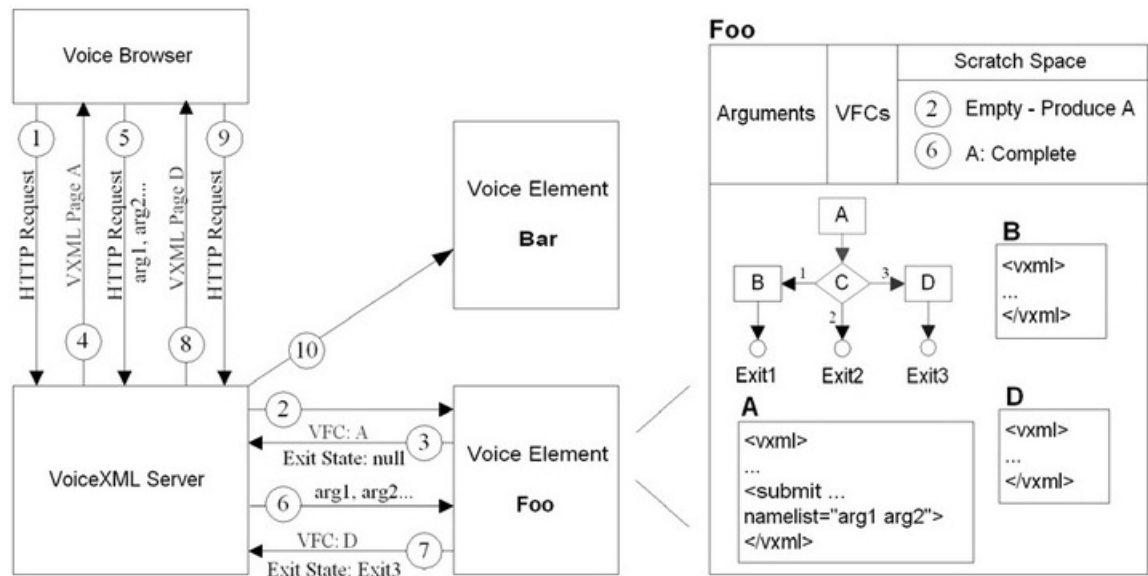 Voice Browser
1
5
9
HTTP Request
VXML Page A
HTTP Request
arg1, arg2...
VXML Page D
HTTP Request
4
8
10
VoiceXML Server
Voice Element
Bar
2
VFC: A
3
Exit State: null
6
arg1, arg2...
VFC: D
7
Exit State: Exit3
Voice Element
Foo
Foo
Arguments
VFCs
Scratch Space
2 Empty - Produce A
6 A: Complete
A
B
1
C
3
D
2
Exit1
Exit2
Exit3
B
<vxml>
...
</vxml>
A
<vxml>
...
<submit ...
namelist="arg1 arg2">
</vxml>
D
<vxml>
...
</vxml>